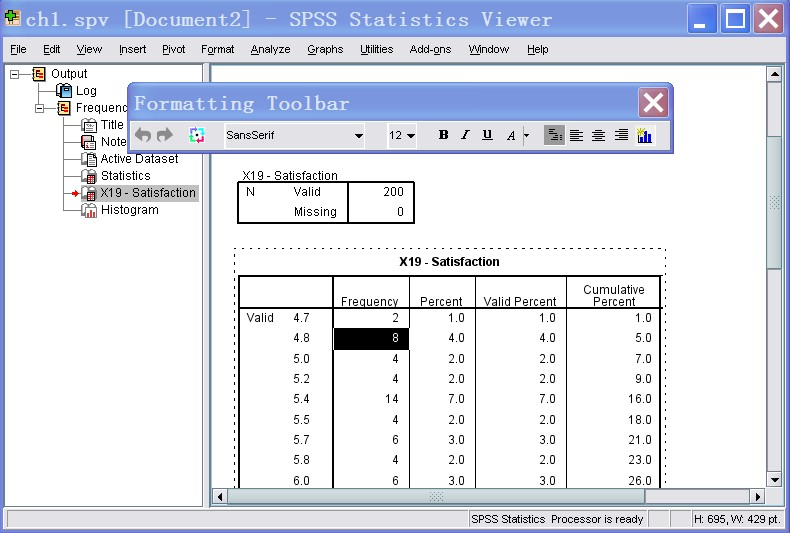 ch1.spv [Document2] - SPSS Statistics Viewer
File Edit View Insert Pivot Format Analyze Graphs Utilities Add-ons Window Help
Output
Log
Frequenc
Title
Note
Active Dataset
Statistics
X19 - Satisfaction
Histogram
Formatting Toolbar
SansSerif 12 B I U A
X19 - Satisfaction
N Valid 200
Missing 0
X19 - Satisfaction
Frequency Percent Valid Percent Cumulative Percent
Valid 4.7 2 1.0 1.0 1.0
4.8 8 4.0 4.0 5.0
5.0 4 2.0 2.0 7.0
5.2 4 2.0 2.0 9.0
5.4 14 7.0 7.0 16.0
5.5 4 2.0 2.0 18.0
5.7 6 3.0 3.0 21.0
5.8 4 2.0 2.0 23.0
6.0 6 3.0 3.0 26.0
SPSS Statistics Processor is ready H: 695, W: 429 pt.